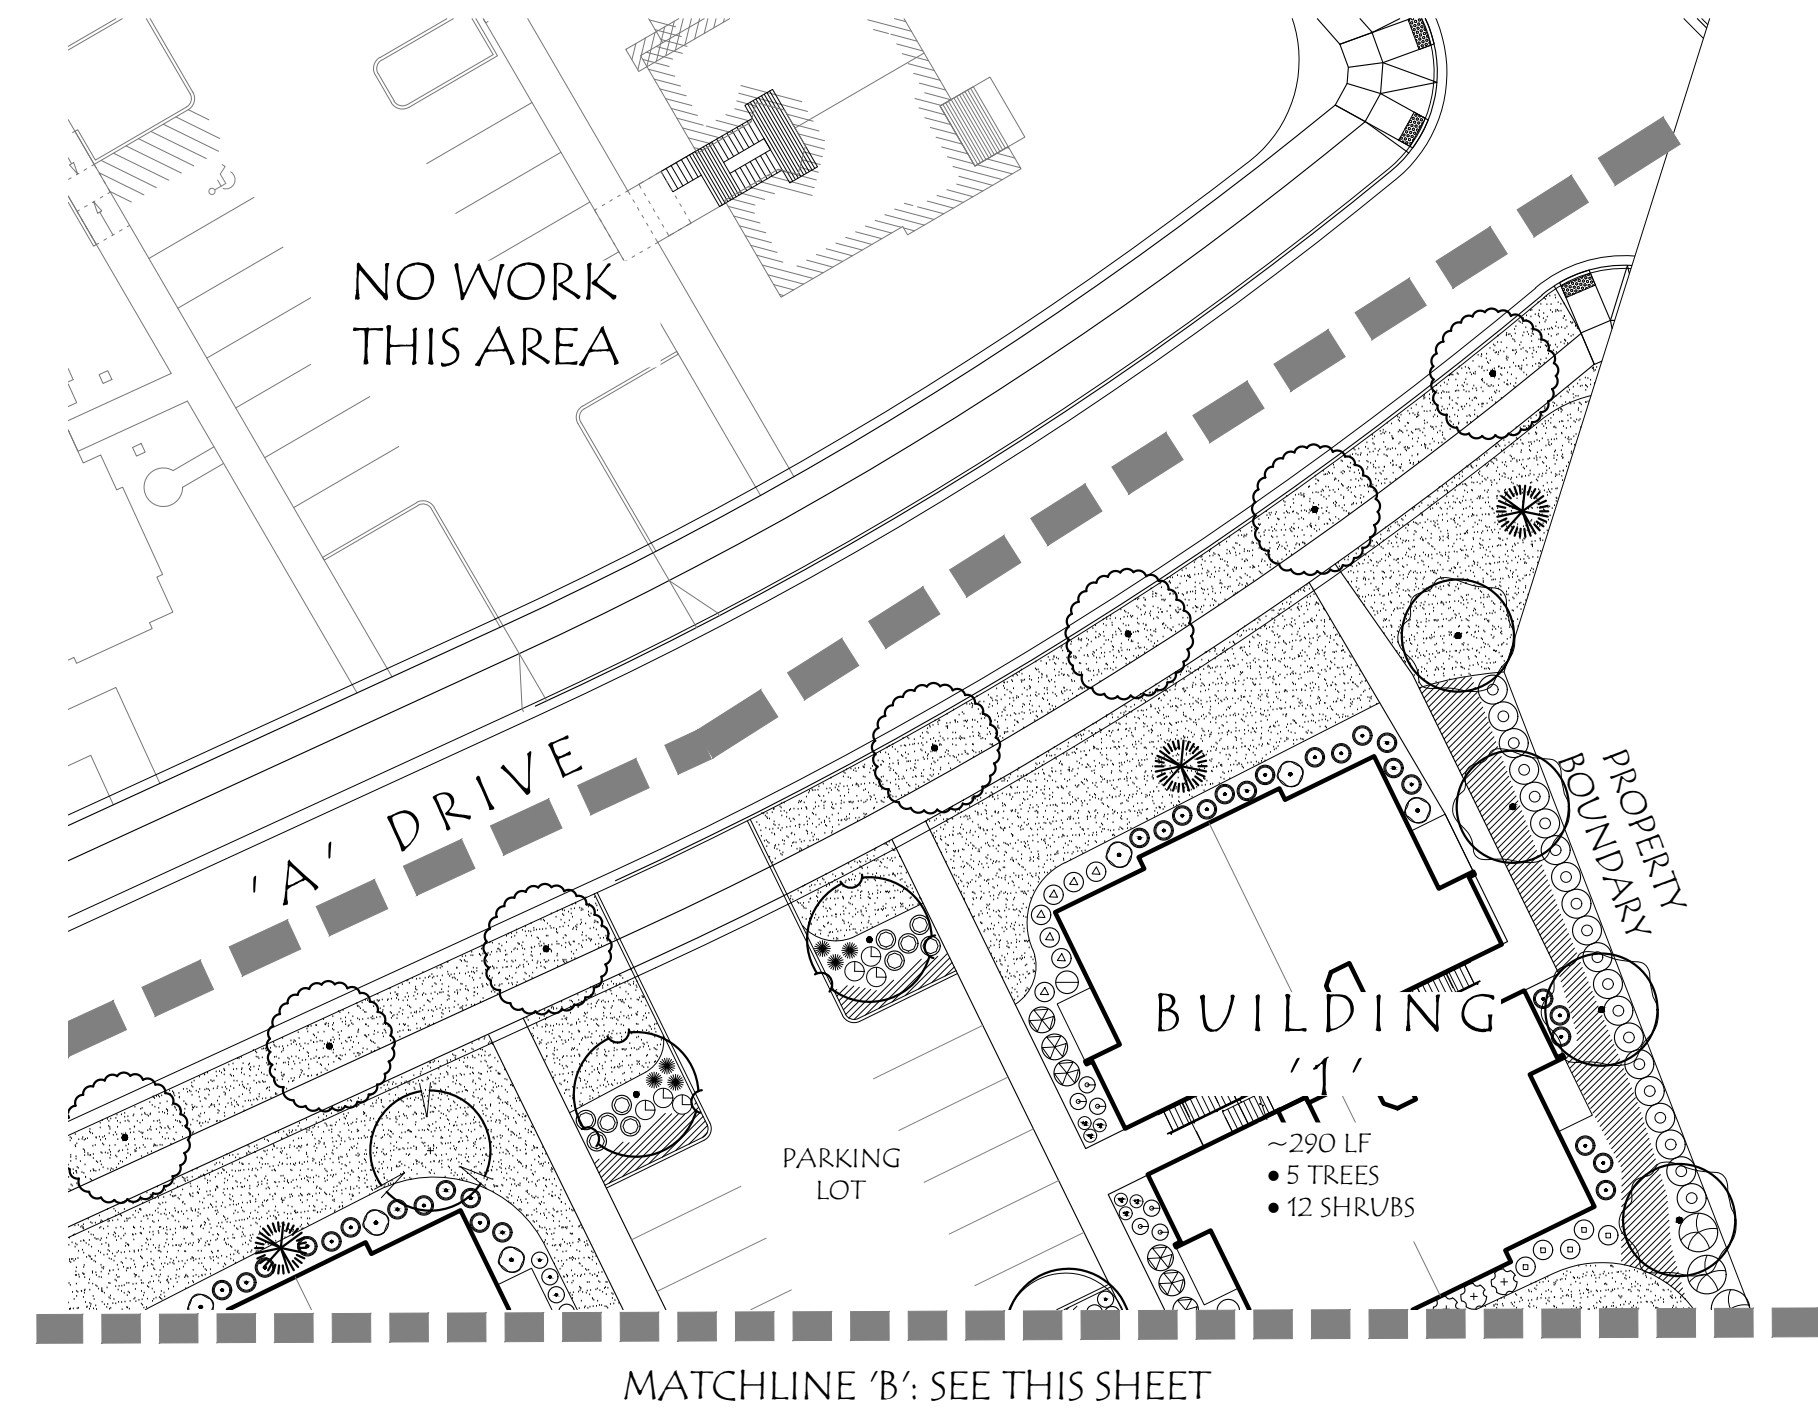 NO WORK
THIS AREA
'A' DRIVE
PROPERTY
BOUNDARY
BUILDING
'1'
~290 LF
• 5 TREES
• 12 SHRUBS
PARKING
LOT
MATCHLINE 'B': SEE THIS SHEET